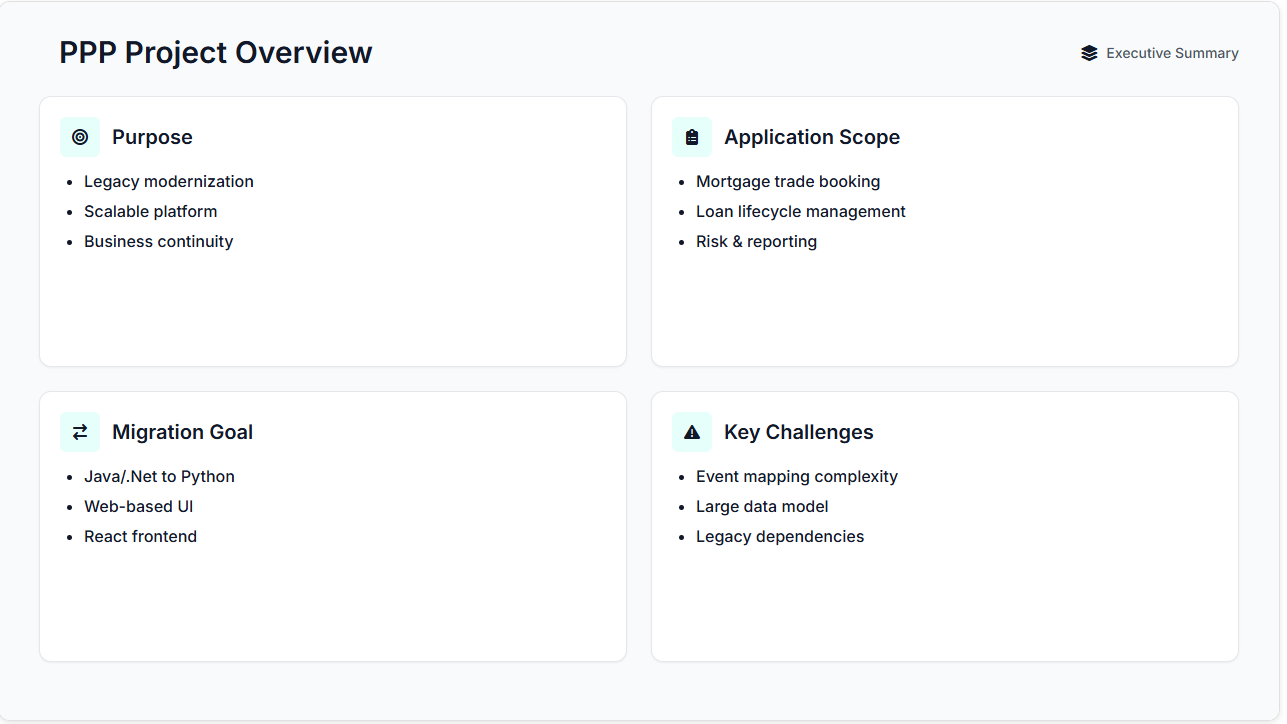 PPP Project Overview
Executive Summary
Purpose
• Legacy modernization
• Scalable platform
• Business continuity
Application Scope
• Mortgage trade booking
• Loan lifecycle management
• Risk & reporting
Migration Goal
• Java/.Net to Python
• Web-based UI
• React frontend
Key Challenges
• Event mapping complexity
• Large data model
• Legacy dependencies